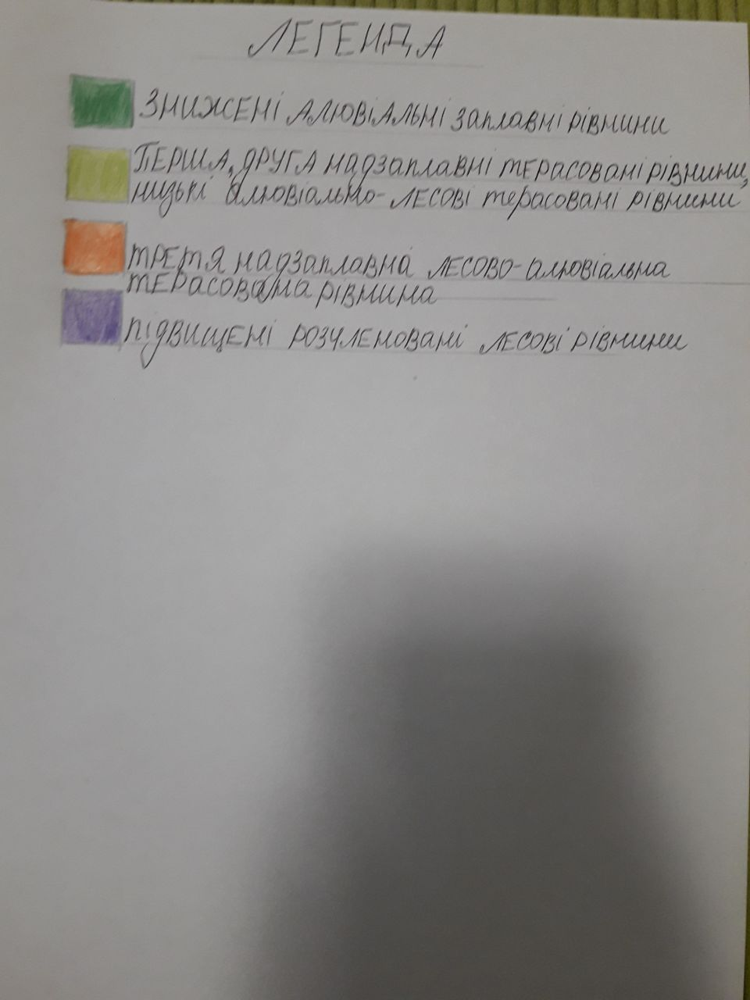 ЛЕГЕНДА
ЗНИЖЕНІ АЛЮВІАЛЬНІ заплавні рівнини
ПЕРША, ДРУГА надзаплавні терасовані рівнини,
низькі алювіально-лесові терасовані рівнини
третя надзаплавна лесово-алювіальна
терасована рівнина
підвищені розчленовані лесові рівнини